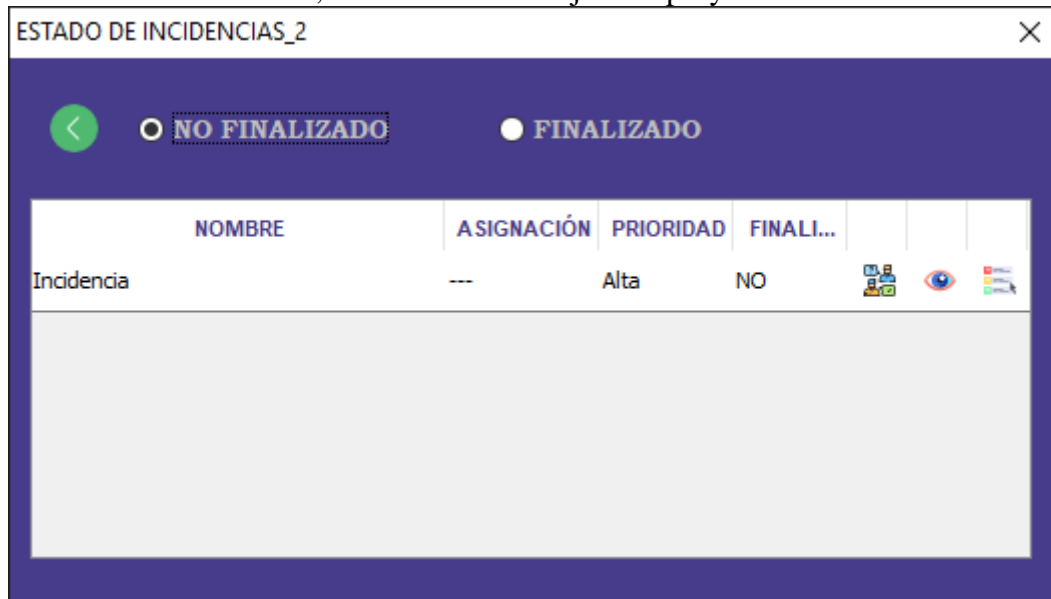 ESTADO DE INCIDENCIAS_2
NO FINALIZADO FINALIZADO
NOMBRE ASIGNACIÓN PRIORIDAD FINALI...
Incidencia --- Alta NO